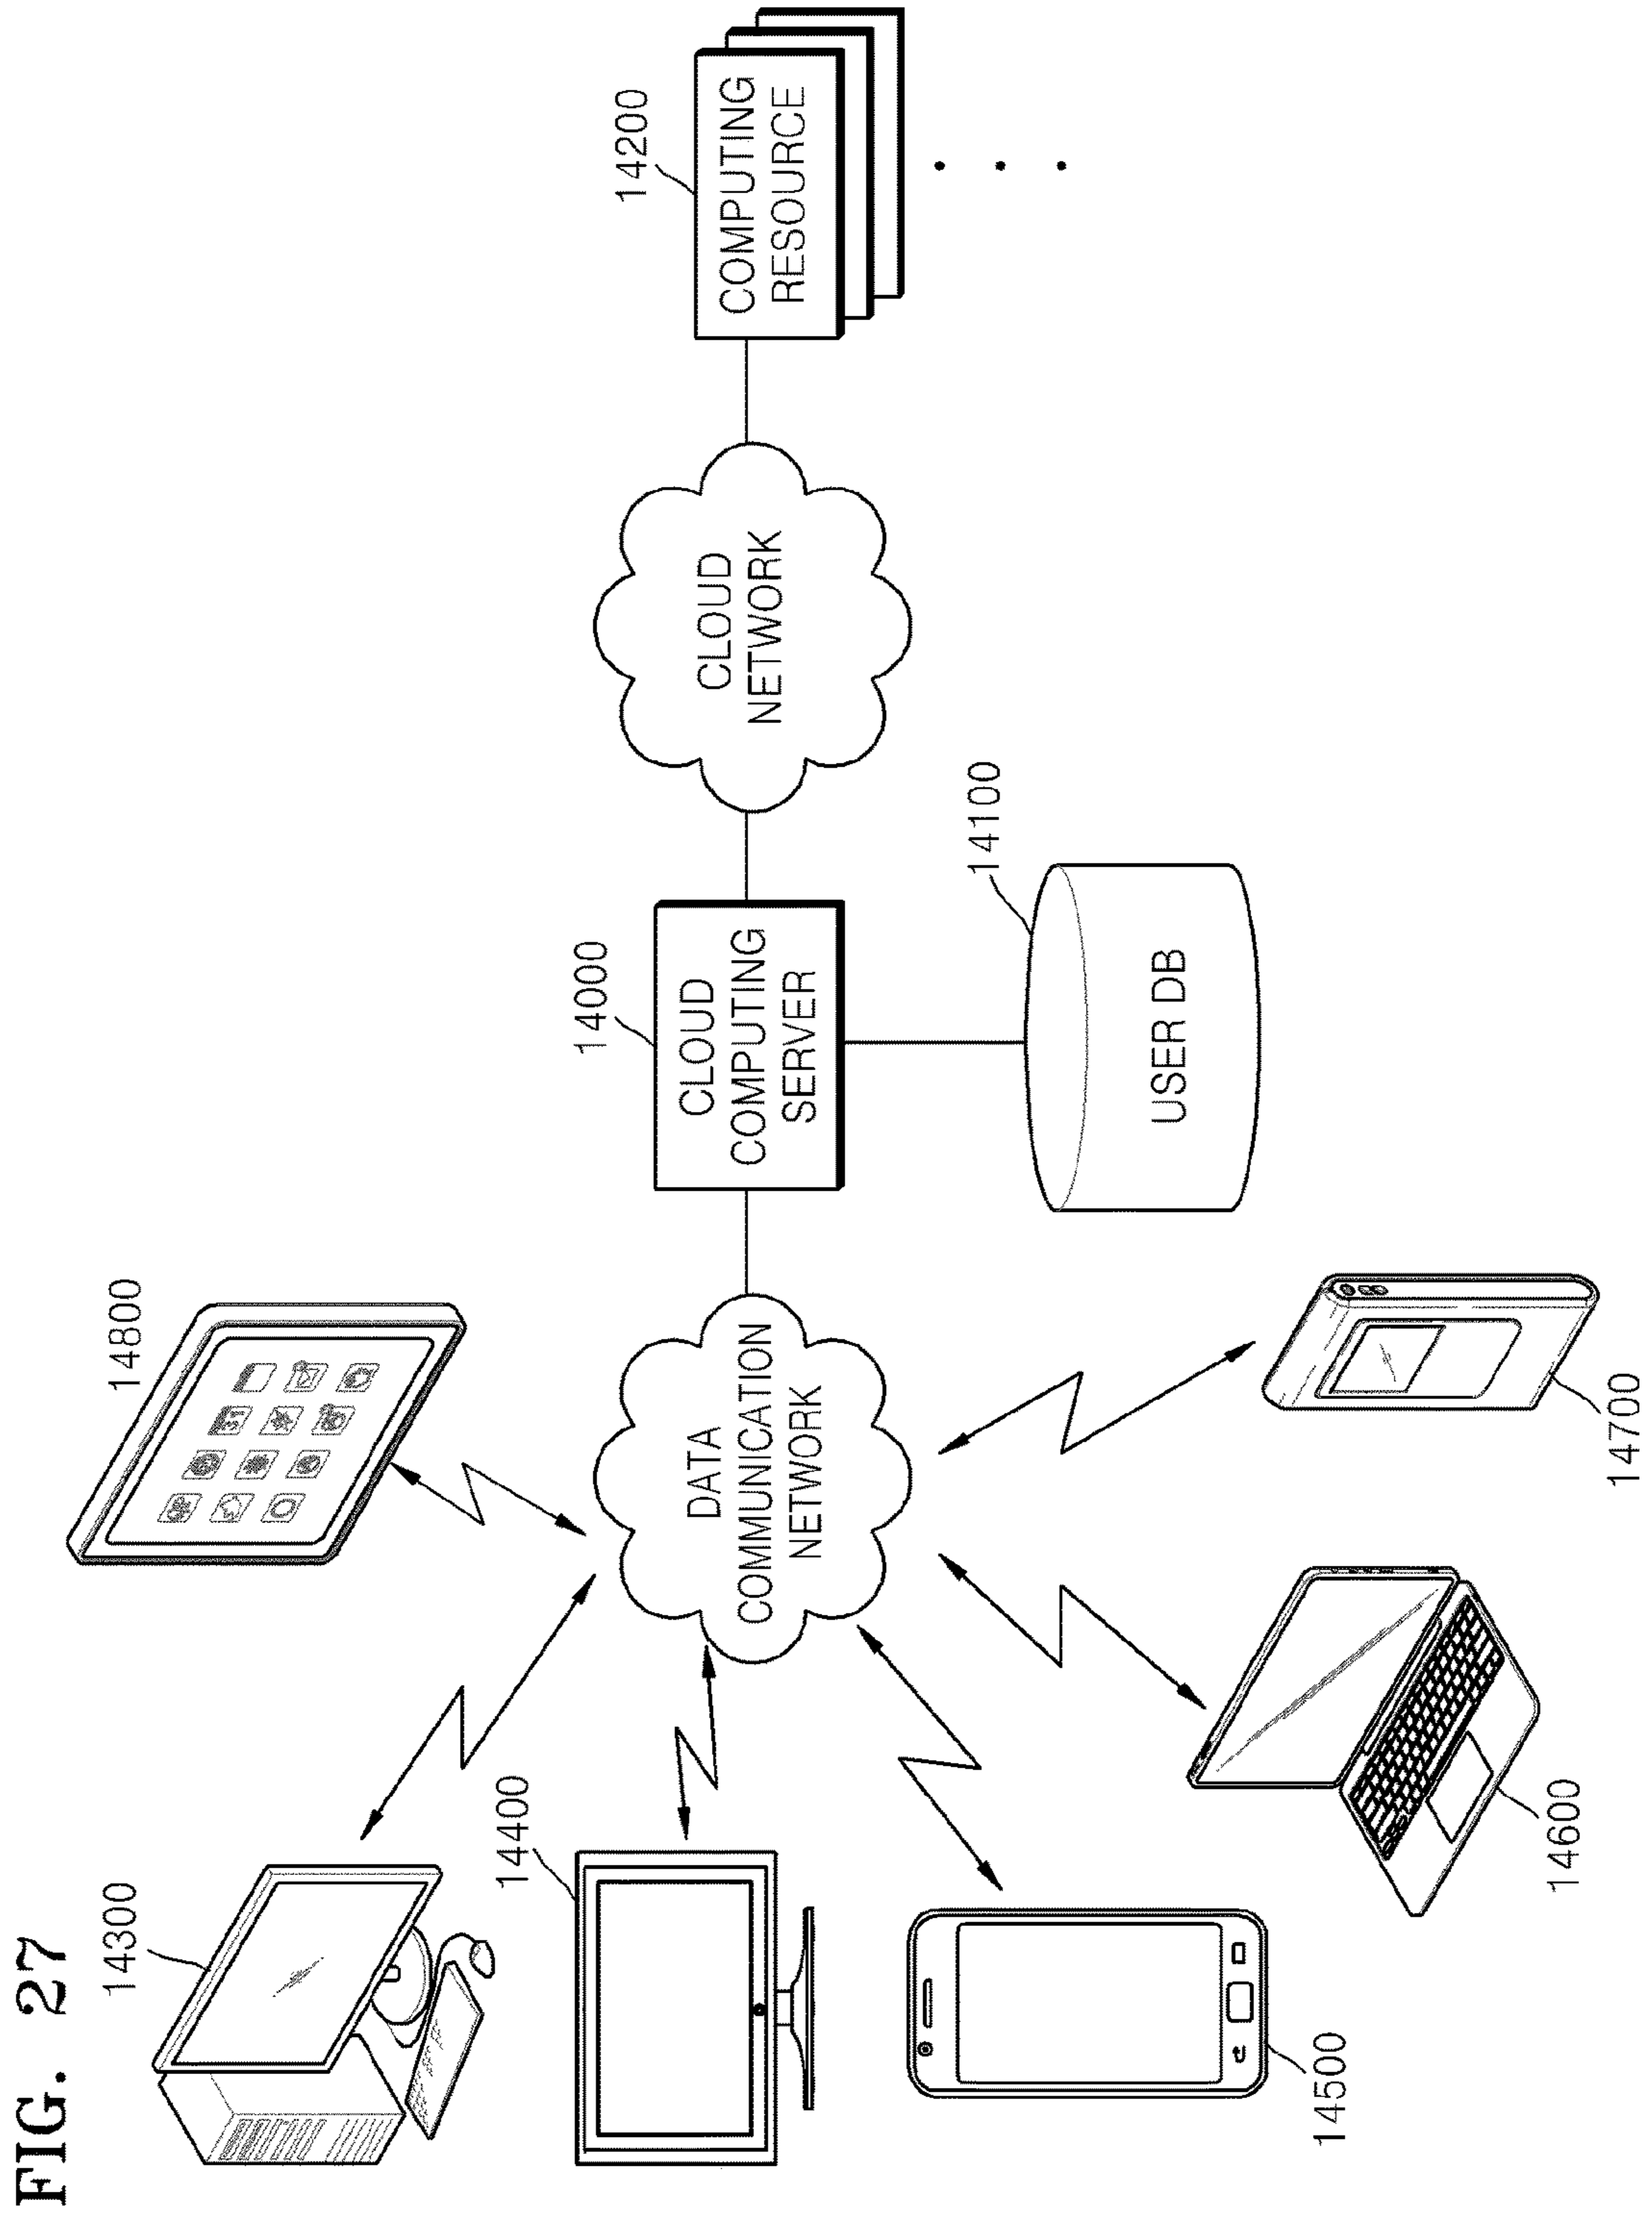 FIG. 27
14300
14800
14400
14500
14600
14700
DATA
COMMUNICATION
NETWORK
14000
CLOUD
COMPUTING
SERVER
14100
USER DB
CLOUD
NETWORK
14200
COMPUTING
RESOURCE